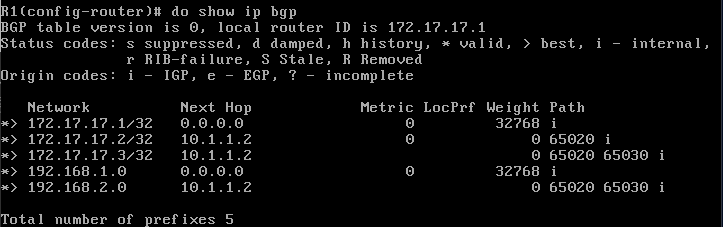 R1(config-router)# do show ip bgp
BGP table version is 0, local router ID is 172.17.17.1
Status codes: s suppressed, d damped, h history, * valid, > best, i - internal,
              r RIB-failure, S Stale, R Removed
Origin codes: i - IGP, e - EGP, ? - incomplete

   Network          Next Hop            Metric LocPrf Weight Path
*> 172.17.17.1/32   0.0.0.0                  0         32768 i
*> 172.17.17.2/32   10.1.1.2                 0             0 65020 i
*> 172.17.17.3/32   10.1.1.2                               0 65020 65030 i
*> 192.168.1.0      0.0.0.0                  0         32768 i
*> 192.168.2.0      10.1.1.2                               0 65020 65030 i

Total number of prefixes 5